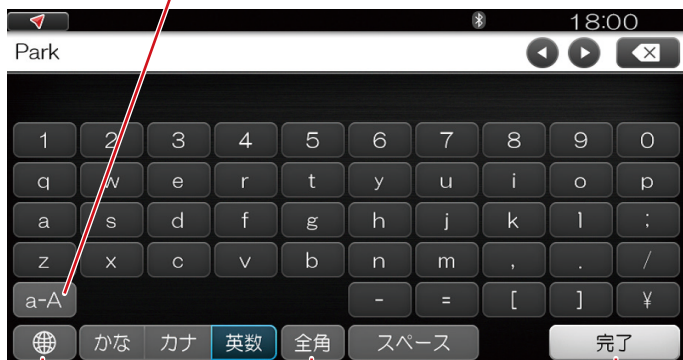 18:00
Park
1 2 3 4 5 6 7 8 9 0
q w e r t y u i o p
a s d f g h j k l ;
z x c v b n m , . /
a-A - = [ ] ¥
かな カナ 英数 全角 スペース 完了